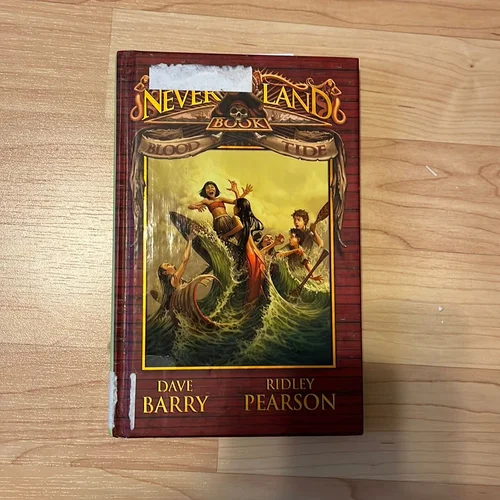 NEVER LAND
BOOK
BLOOD TIDE
DAVE RIDLEY
BARRY PEARSON